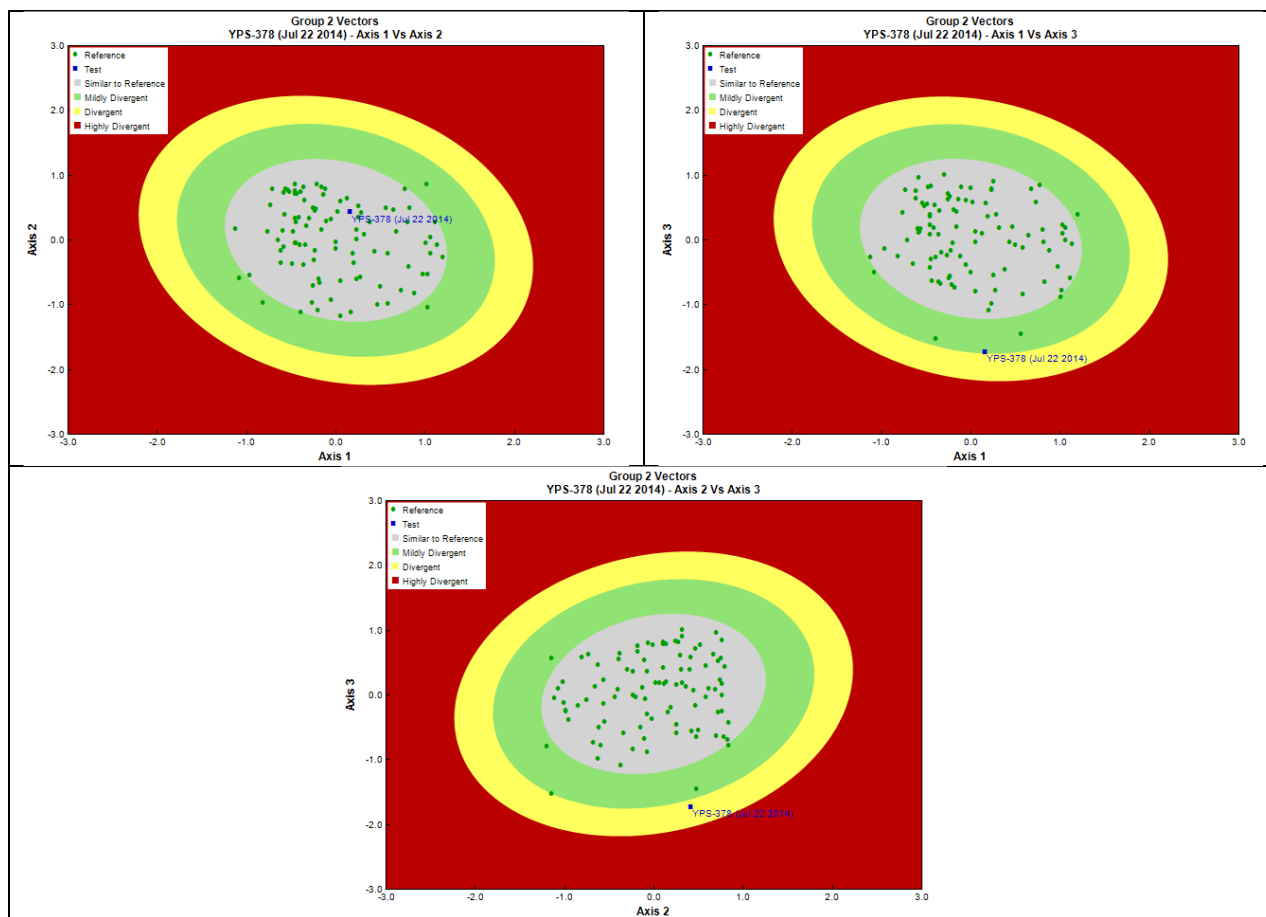 Group 2 Vectors
YPS-378 (Jul 22 2014) - Axis 1 Vs Axis 2
3.0
2.0
1.0
0.0
-1.0
-2.0
-3.0
Axis 2
Reference
Test
Similar to Reference
Mildly Divergent
Divergent
Highly Divergent
YPS-378 (Jul 22 2014)
-3.0 -2.0 -1.0 0.0 1.0 2.0 3.0
Axis 1
Group 2 Vectors
YPS-378 (Jul 22 2014) - Axis 1 Vs Axis 3
3.0
2.0
1.0
0.0
-1.0
-2.0
-3.0
Axis 3
Reference
Test
Similar to Reference
Mildly Divergent
Divergent
Highly Divergent
YPS-378 (Jul 22 2014)
-3.0 -2.0 -1.0 0.0 1.0 2.0 3.0
Axis 1
Group 2 Vectors
YPS-378 (Jul 22 2014) - Axis 2 Vs Axis 3
3.0
2.0
1.0
0.0
-1.0
-2.0
-3.0
Axis 3
Reference
Test
Similar to Reference
Mildly Divergent
Divergent
Highly Divergent
YPS-378 (Jul 22 2014)
-3.0 -2.0 -1.0 0.0 1.0 2.0 3.0
Axis 2